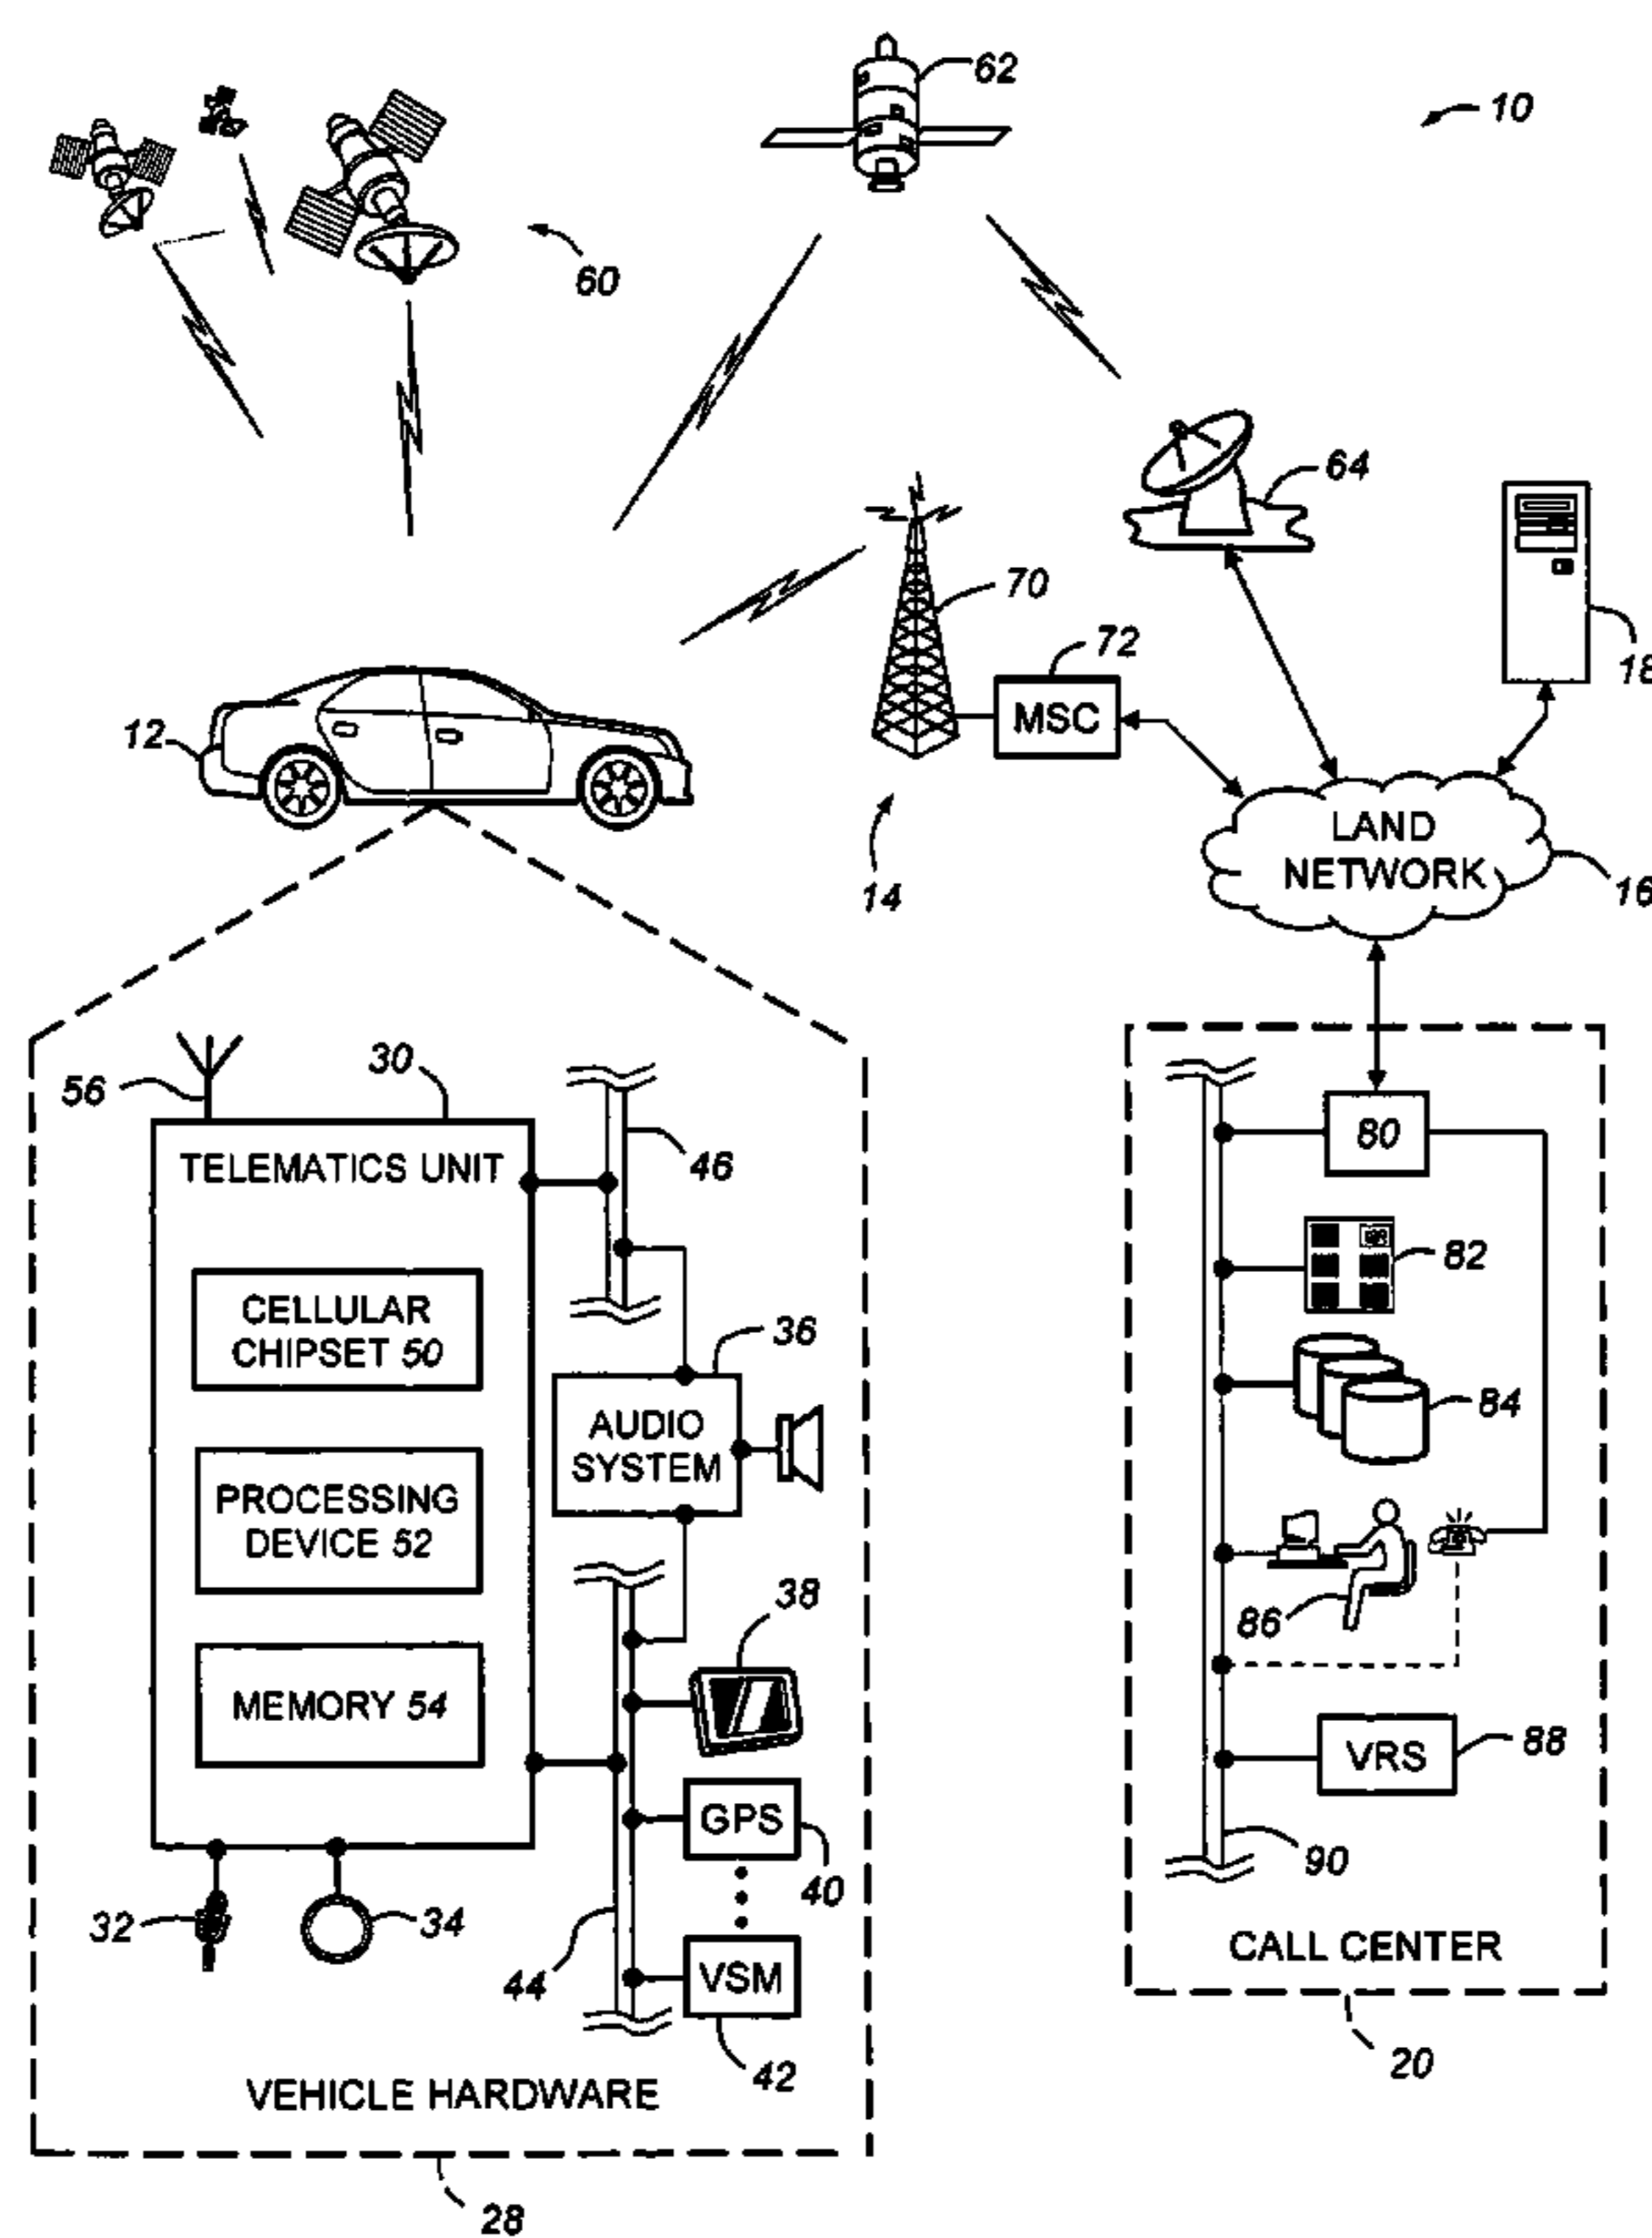 62
10
60
64
70
72
18
MSC
12
LAND
NETWORK
16
14
56
30
46
80
TELEMATICS UNIT
82
CELLULAR
CHIPSET 50
36
84
AUDIO
SYSTEM
PROCESSING
DEVICE 52
38
86
MEMORY 54
88
VRS
GPS
40
90
32
34
44
VSM
CALL CENTER
42
20
VEHICLE HARDWARE
28